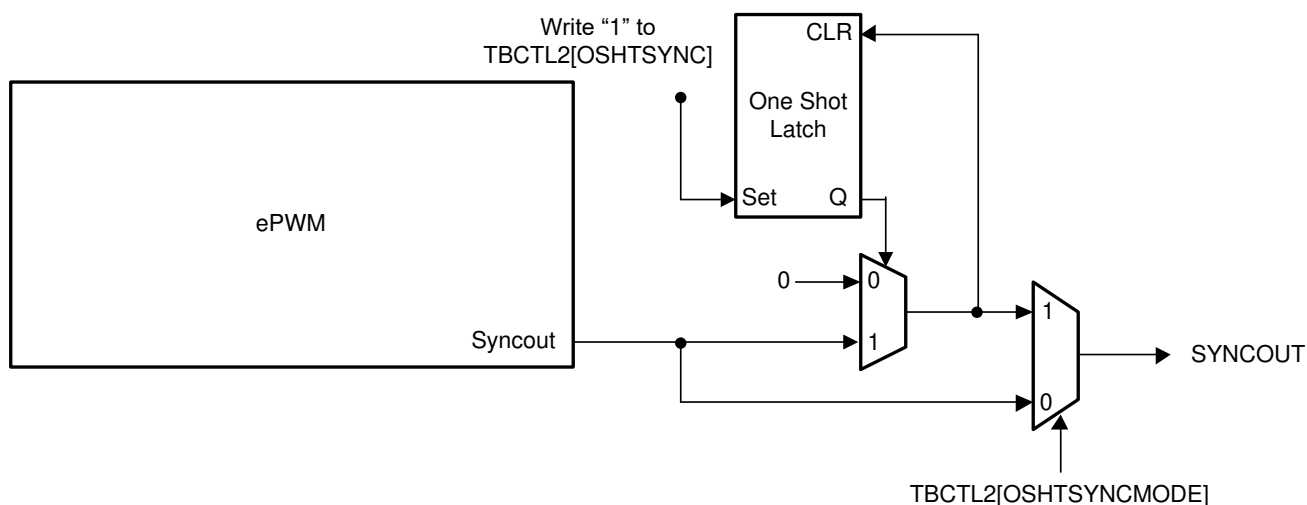 Write “1” to
TBCTL2[OSHTSYNC]
CLR
One Shot
Latch
Set
Q
ePWM
0
0
Syncout
1
1
SYNCOUT
0
TBCTL2[OSHTSYNCMODE]